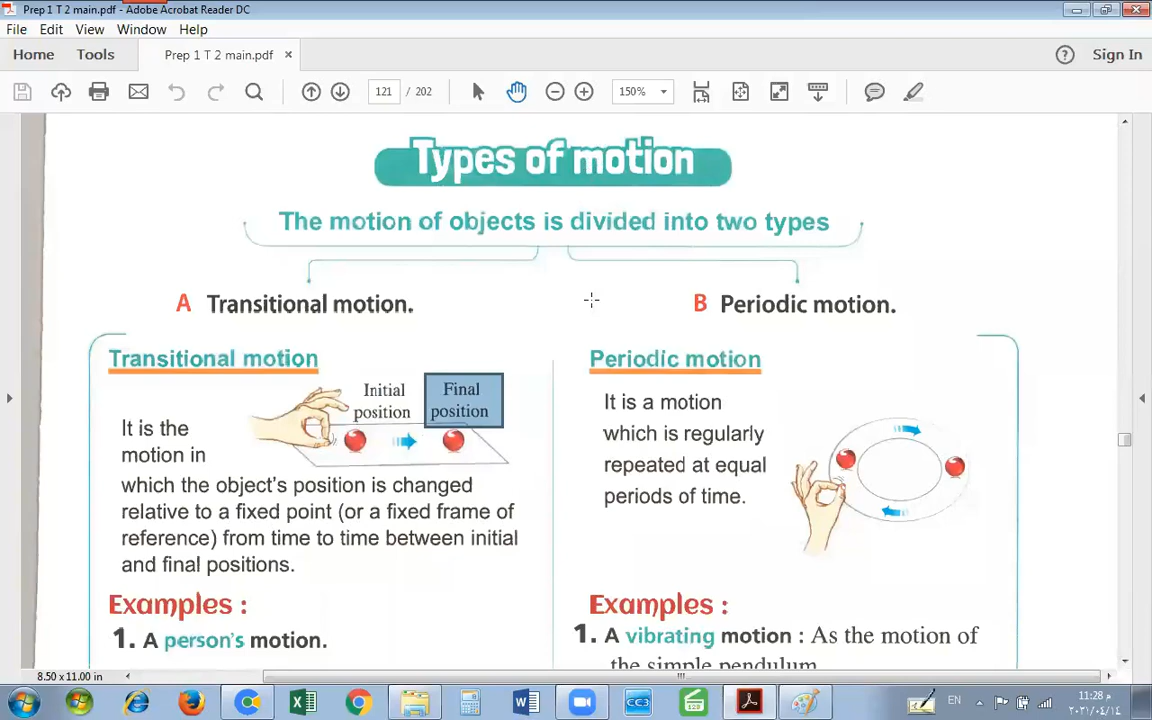 Prep 1 T 2 main.pdf - Adobe Acrobat Reader DC
File Edit View Window Help
Home Tools Prep 1 T 2 main.pdf × Sign In
121 / 202 150%
Types of motion
The motion of objects is divided into two types
A Transitional motion.
B Periodic motion.
Transitional motion
Initial
position
Final
position
It is the
motion in
which the object's position is changed
relative to a fixed point (or a fixed frame of
reference) from time to time between initial
and final positions.
Examples :
1. A person's motion.
Periodic motion
It is a motion
which is regularly
repeated at equal
periods of time.
Examples :
1. A vibrating motion : As the motion of
the simple pendulum
8.50 x 11.00 in
CC3
123
EN
11:28 م
٢٠٢١/٠٤/١٤